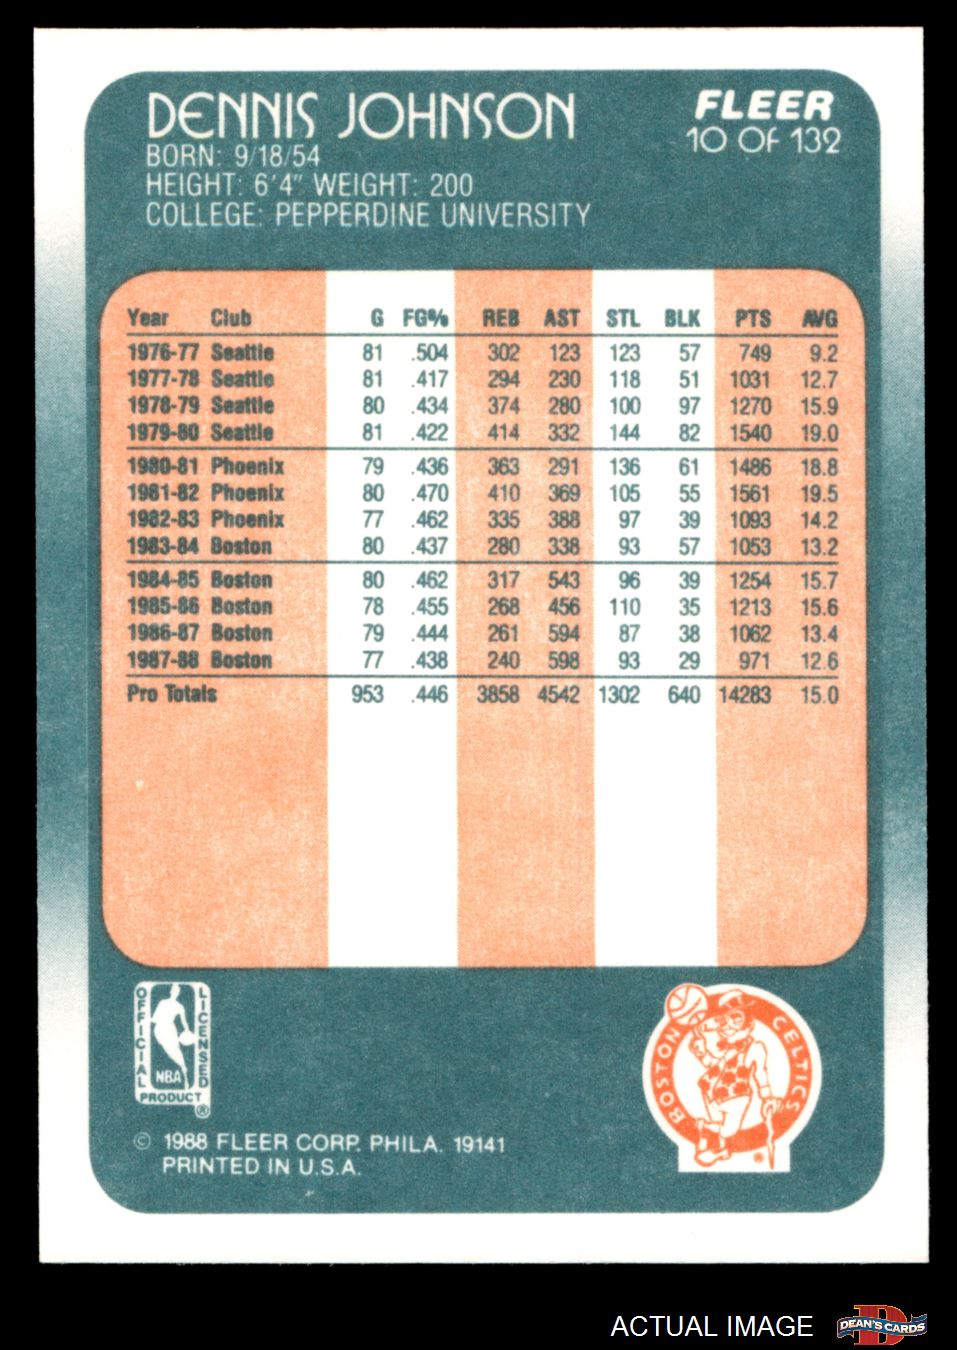 DENNIS JOHNSON
FLEER
10 OF 132
BORN: 9/18/54
HEIGHT: 6'4" WEIGHT: 200
COLLEGE: PEPPERDINE UNIVERSITY
Year Club G FG% REB AST STL BLK PTS AVG
1976-77 Seattle 81 .504 302 123 123 57 749 9.2
1977-78 Seattle 81 .417 294 230 118 51 1031 12.7
1978-79 Seattle 80 .434 374 280 100 97 1270 15.9
1979-80 Seattle 81 .422 414 332 144 82 1540 19.0
1980-81 Phoenix 79 .436 363 291 136 61 1486 18.8
1981-82 Phoenix 80 .470 410 369 105 55 1561 19.5
1982-83 Phoenix 77 .462 335 388 97 39 1093 14.2
1983-84 Boston 80 .437 280 338 93 57 1053 13.2
1984-85 Boston 80 .462 317 543 96 39 1254 15.7
1985-86 Boston 78 .455 268 456 110 35 1213 15.6
1986-87 Boston 79 .444 261 594 87 38 1062 13.4
1987-88 Boston 77 .438 240 598 93 29 971 12.6
Pro Totals 953 .446 3858 4542 1302 640 14283 15.0
OFFICIAL LICENSED
NBA
PRODUCT
®
BOSTON CELTICS
®
© 1988 FLEER CORP. PHILA. 19141
PRINTED IN U.S.A.
ACTUAL IMAGE
D
DEAN'S CARDS